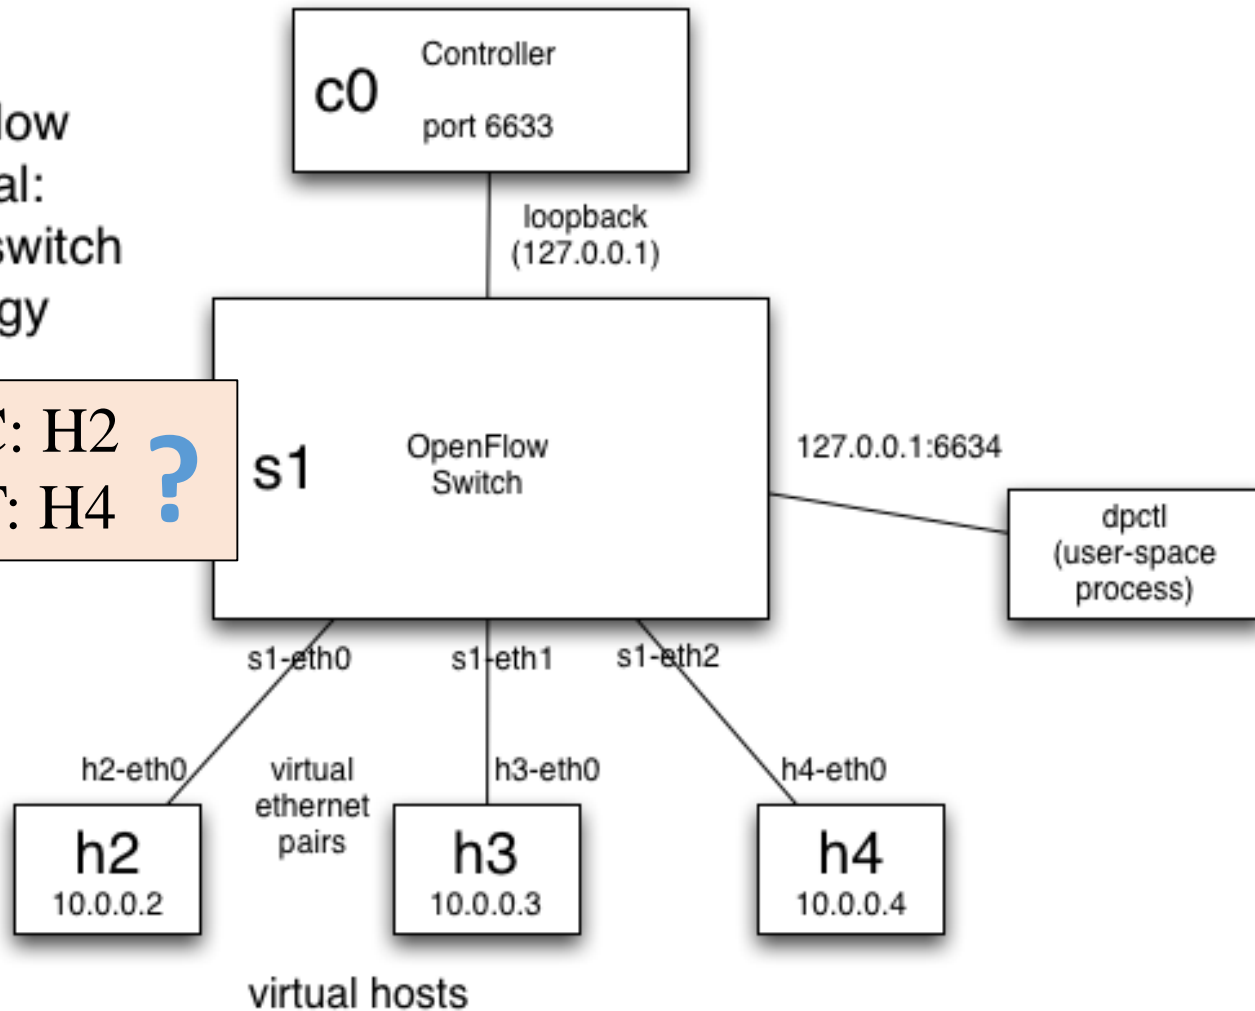 Controller
c0
port 6633
low
al:
switch
gy
loopback
(127.0.0.1)
: H2
: H4
?
s1
OpenFlow
Switch
127.0.0.1:6634
dpctl
(user-space
process)
s1-eth0
s1-eth1
s1-eth2
h2-eth0
virtual
ethernet
pairs
h3-eth0
h4-eth0
h2
10.0.0.2
h3
10.0.0.3
h4
10.0.0.4
virtual hosts